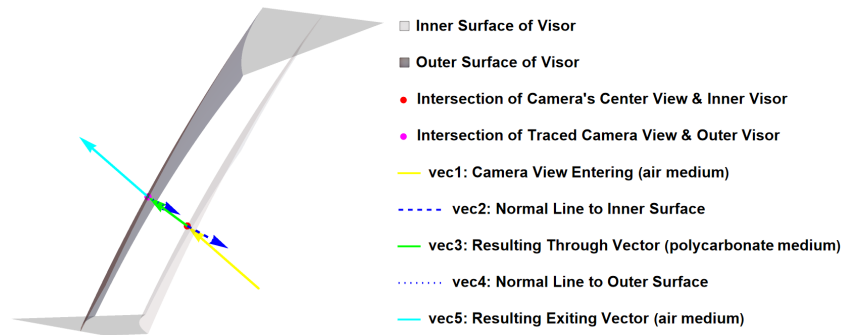 Inner Surface of Visor
Outer Surface of Visor
Intersection of Camera's Center View & Inner Visor
Intersection of Traced Camera View & Outer Visor
vec1: Camera View Entering (air medium)
vec2: Normal Line to Inner Surface
vec3: Resulting Through Vector (polycarbonate medium)
vec4: Normal Line to Outer Surface
vec5: Resulting Exiting Vector (air medium)